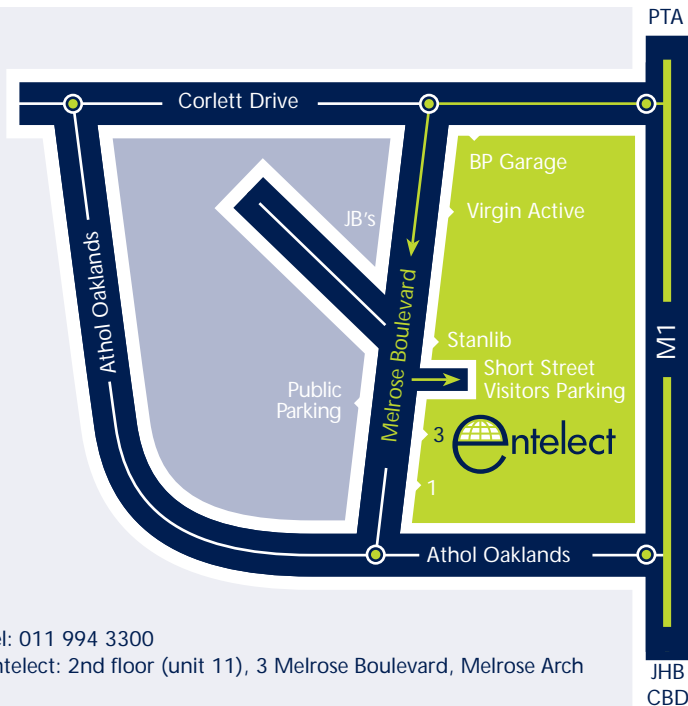 PTA
Corlett Drive
BP Garage
JB's
Virgin Active
Athol Oaklands
Melrose Boulevard
M1
Stanlib
Short Street
Visitors Parking
Public
Parking
3
entelect
1
Athol Oaklands
el: 011 994 3300
ntelect: 2nd floor (unit 11), 3 Melrose Boulevard, Melrose Arch
JHB
CBD